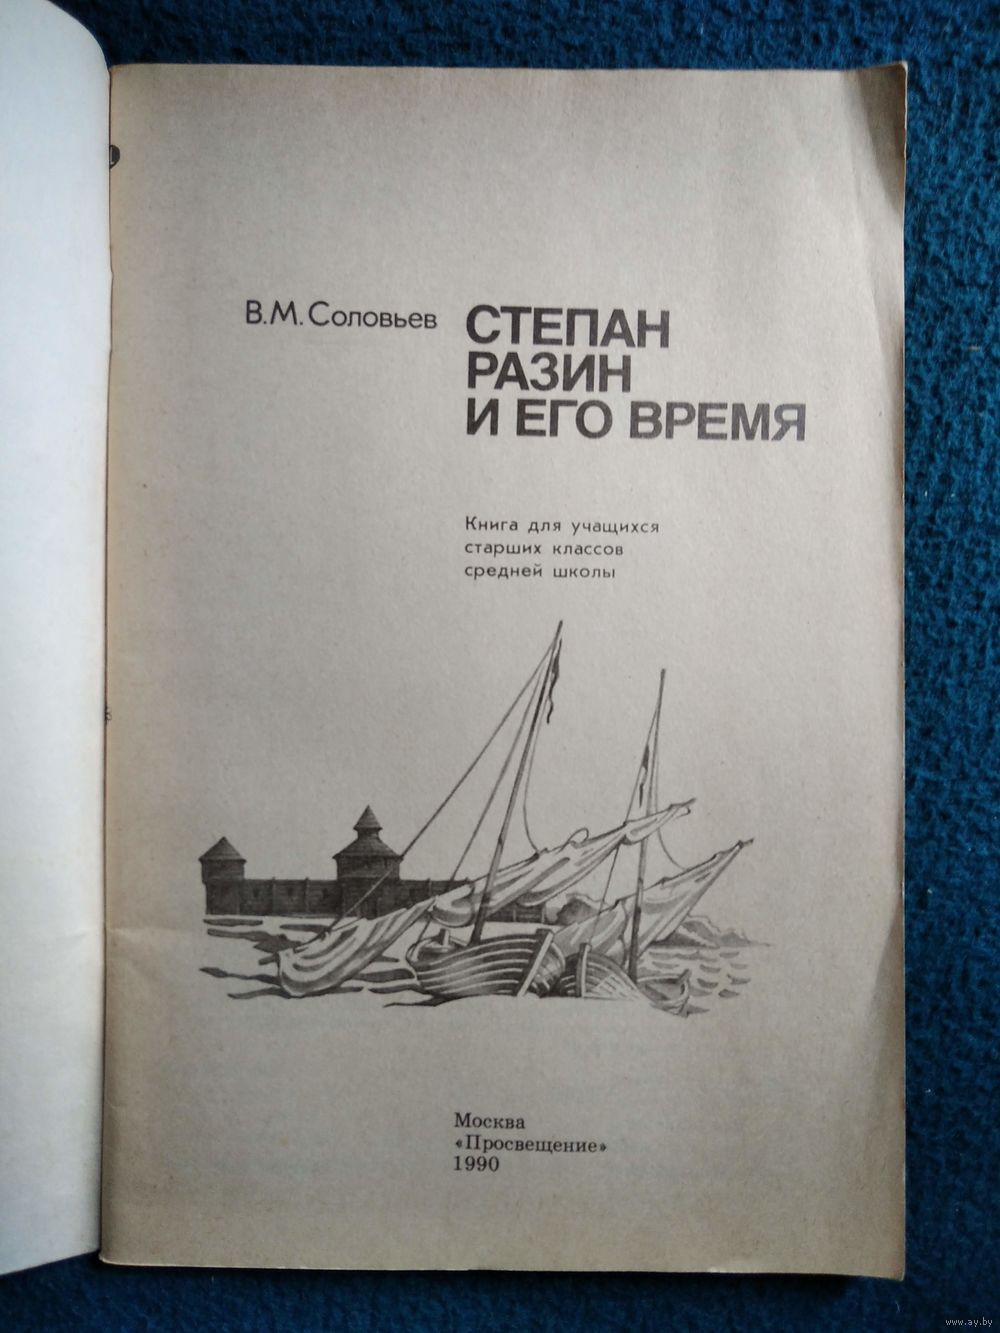 В.М. Соловьев
СТЕПАН
РАЗИН
И ЕГО ВРЕМЯ
Книга для учащихся
старших классов
средней школы
Москва
«Просвещение»
1990
www.ay.by